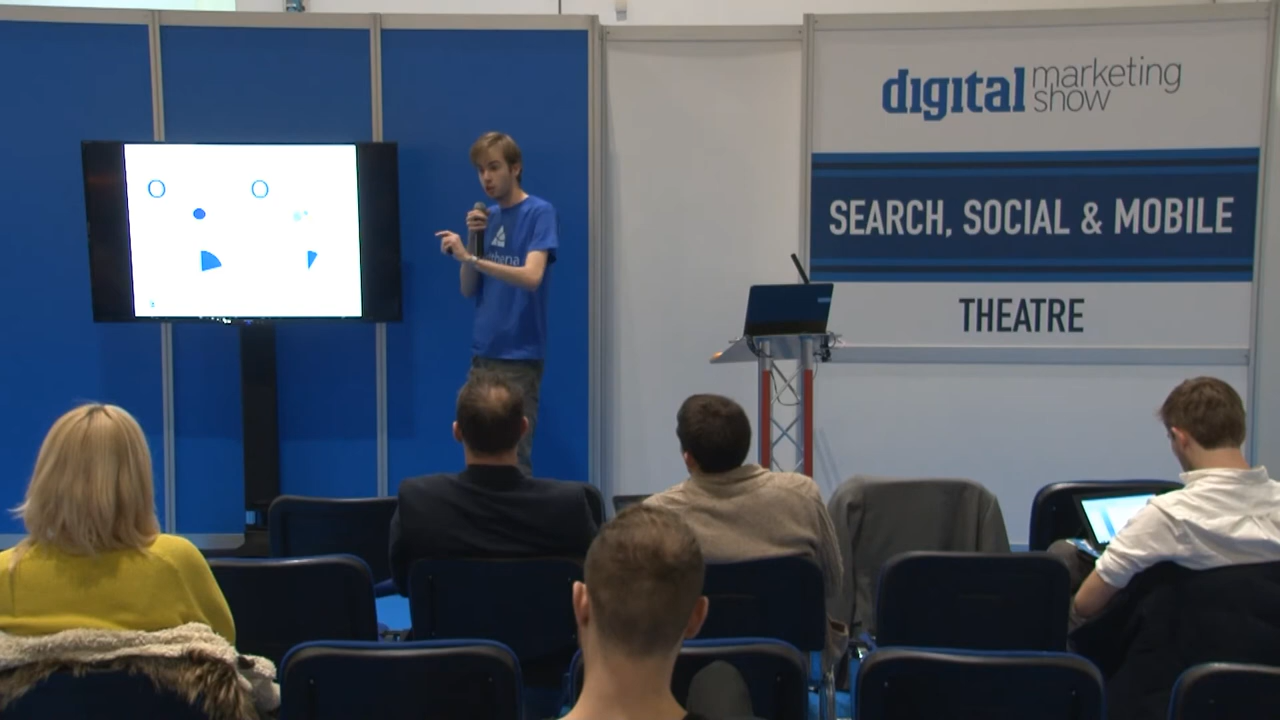 digital marketing
show
SEARCH, SOCIAL & MOBILE
THEATRE
O O